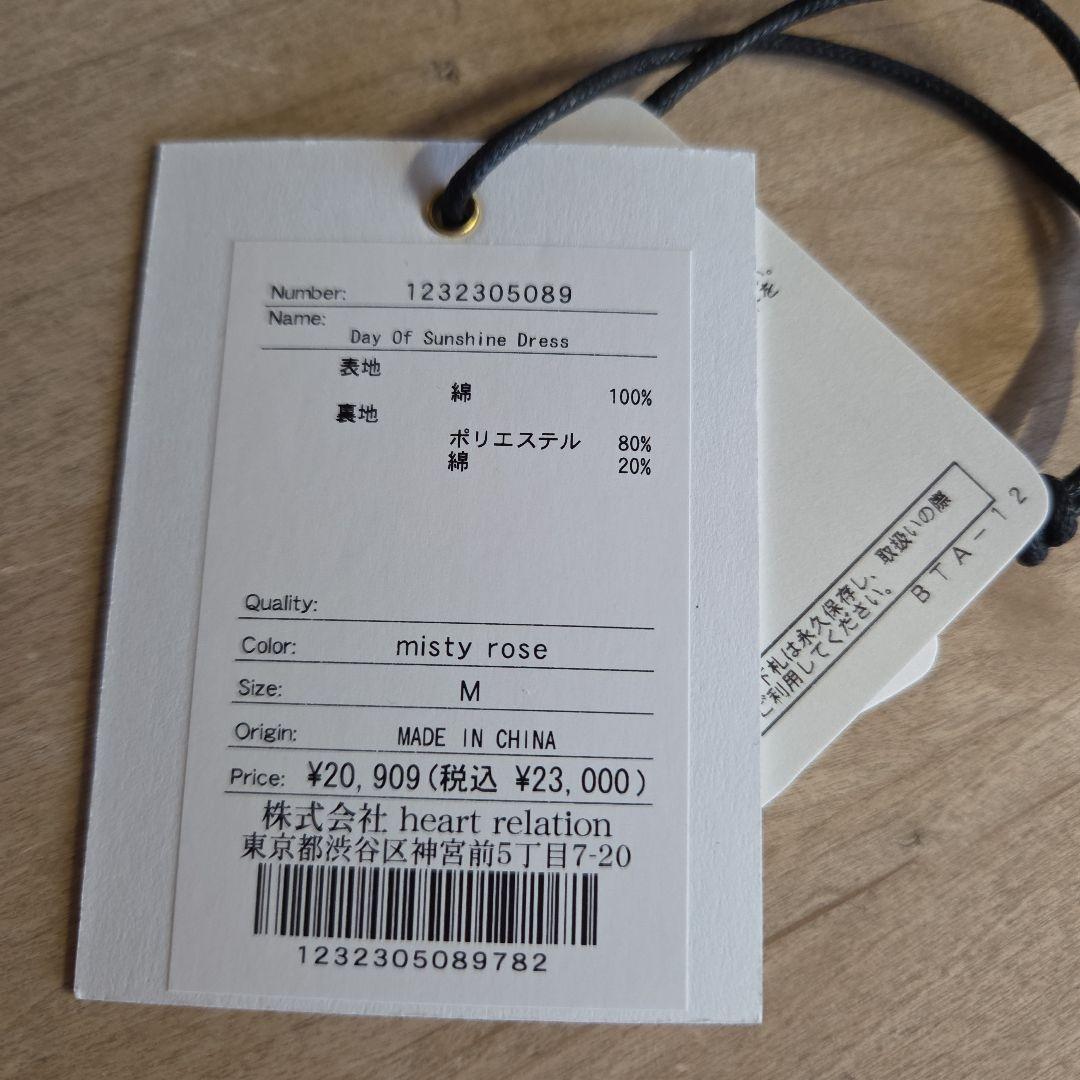 Number: 1232305089
Name:
Day Of Sunshine Dress
表地
綿 100%
裏地
ポリエステル 80%
綿 20%
Quality:
Color: misty rose
Size: M
Origin: MADE IN CHINA
Price: ¥20,909(税込 ¥23,000)
株式会社 heart relation
東京都渋谷区神宮前5丁目7-20
1232305089782
札は永久保存し、取扱いの際
ご利用してください。
BTA-12